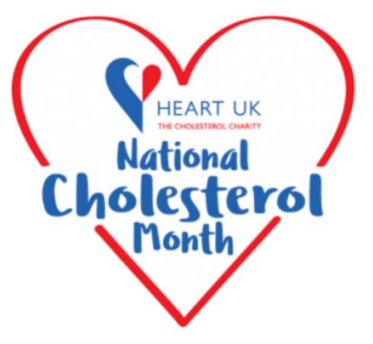 HEART UK
THE CHOLESTEROL CHARITY
National
Cholesterol
Month